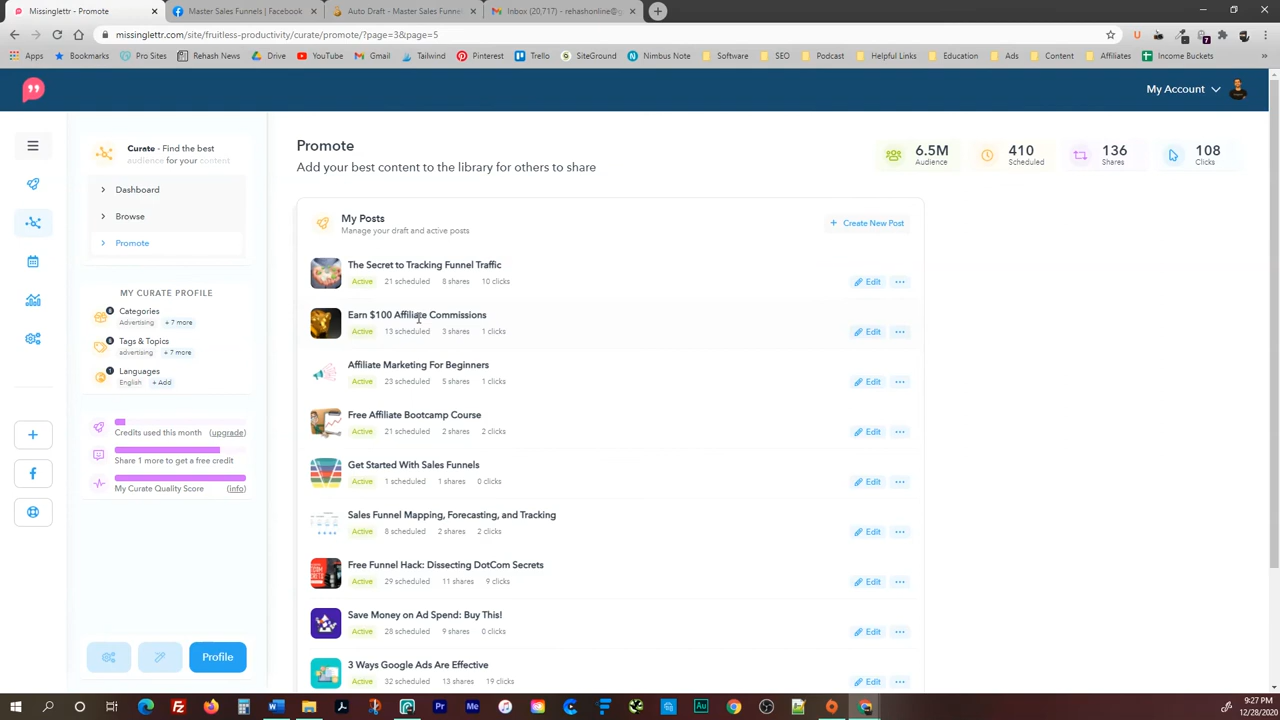 Missinglettr - Promote
Master Sales Funnels | Facebook
Auto Draft - Master Sales Funnel
Inbox (20,717) - rehashonline@g
missinglettr.com/site/fruitless-productivity/curate/promote/?page=3&page=5
Apps
Bookmarks
Pro Sites
Rehash News
Drive
YouTube
Gmail
Tailwind
Pinterest
Trello
SiteGround
Nimbus Note
Software
SEO
Podcast
Helpful Links
Education
Ads
Content
Affiliates
Income Buckets
My Account
Curate - Find the best
audience for your content
Dashboard
Browse
Promote
MY CURATE PROFILE
8 Categories
Advertising + 7 more
8 Tags & Topics
advertising + 7 more
1 Languages
English + Add
Credits used this month (upgrade)
Share 1 more to get a free credit
My Curate Quality Score (info)
Profile
Promote
Add your best content to the library for others to share
6.5M
Audience
410
Scheduled
136
Shares
108
Clicks
My Posts
Manage your draft and active posts
+ Create New Post
The Secret to Tracking Funnel Traffic
Active 21 scheduled 8 shares 10 clicks
Edit ...
Earn $100 Affiliate Commissions
Active 13 scheduled 3 shares 1 clicks
Edit ...
Affiliate Marketing For Beginners
Active 23 scheduled 5 shares 1 clicks
Edit ...
Free Affiliate Bootcamp Course
Active 21 scheduled 2 shares 2 clicks
Edit ...
Get Started With Sales Funnels
Active 1 scheduled 1 shares 0 clicks
Edit ...
Sales Funnel Mapping, Forecasting, and Tracking
Active 8 scheduled 2 shares 2 clicks
Edit ...
Free Funnel Hack: Dissecting DotCom Secrets
Active 29 scheduled 11 shares 9 clicks
Edit ...
Save Money on Ad Spend: Buy This!
Active 28 scheduled 9 shares 0 clicks
Edit ...
3 Ways Google Ads Are Effective
Active 32 scheduled 13 shares 19 clicks
Edit ...
9:27 PM
12/28/2020